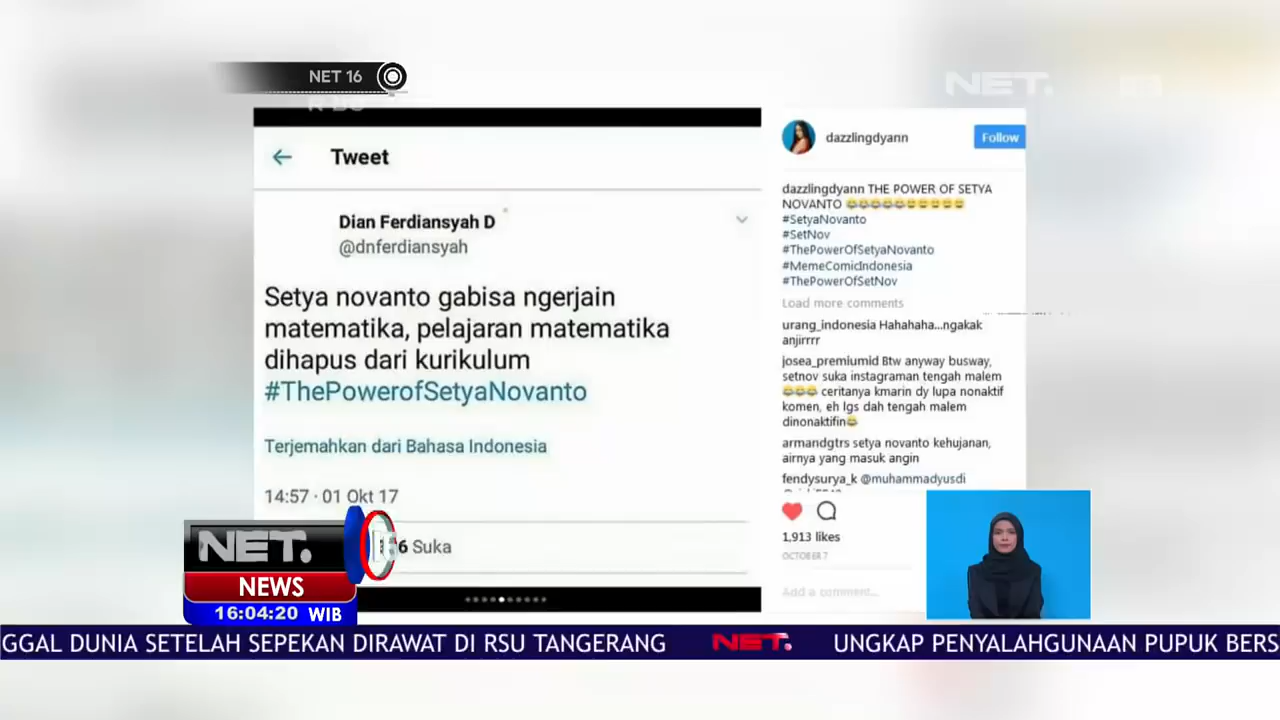 NET 16
NET.
Tweet
Dian Ferdiansyah D
@dnferdiansyah
Setya novanto gabisa ngerjain
matematika, pelajaran matematika
dihapus dari kurikulum
#ThePowerofSetyaNovanto
Terjemahkan dari Bahasa Indonesia
14:57 · 01 Okt 17
6 Suka
dazzlingdyann
Follow
dazzlingdyann THE POWER OF SETYA
NOVANTO 😂😂😂😂😂😄😄😄😄😄
#SetyaNovanto
#SetNov
#ThePowerOfSetyaNovanto
#MemeComicIndonesia
#ThePowerOfSetNov
Load more comments
urang_indonesia Hahahaha...ngakak
anjirrrr
josea_premiumid Btw anyway busway,
setnov suka instagraman tengah malem
😂😂😂 ceritanya kmarin dy lupa nonaktif
komen, eh lgs dah tengah malem
dinonaktifin😂
armandgtrs setya novanto kehujanan,
airnya yang masuk angin
fendysurya_k @muhammadyusdi
1,913 likes
OCTOBER 7
Add a comment...
NET.
NEWS
16:04:20 WIB
GGAL DUNIA SETELAH SEPEKAN DIRAWAT DI RSU TANGERANG NET. UNGKAP PENYALAHGUNAAN PUPUK BERS